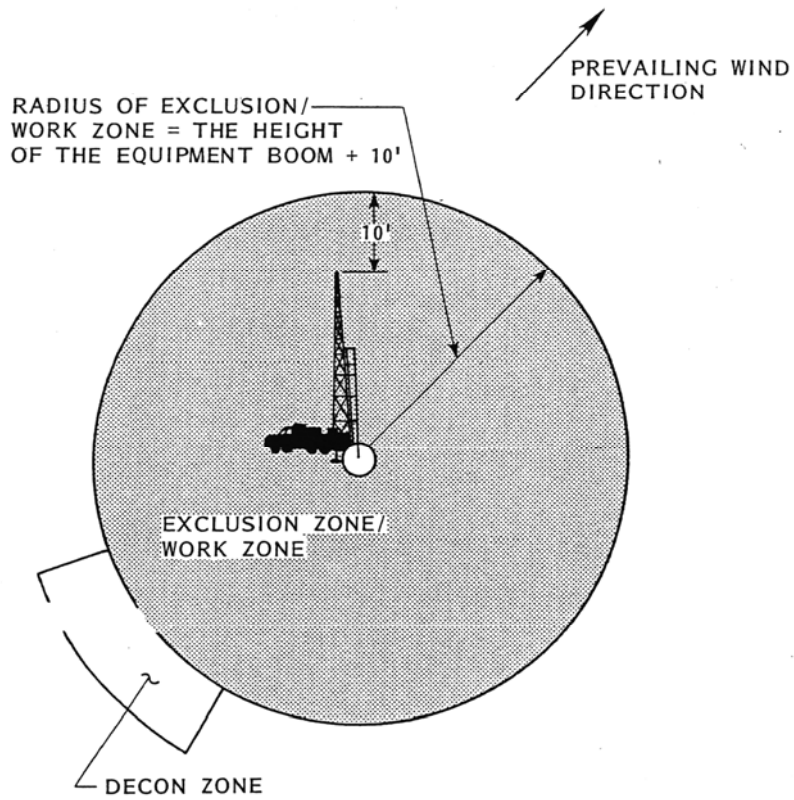 PREVAILING WIND
DIRECTION
RADIUS OF EXCLUSION/
WORK ZONE = THE HEIGHT
OF THE EQUIPMENT BOOM + 10'
10'
EXCLUSION ZONE/
WORK ZONE
DECON ZONE